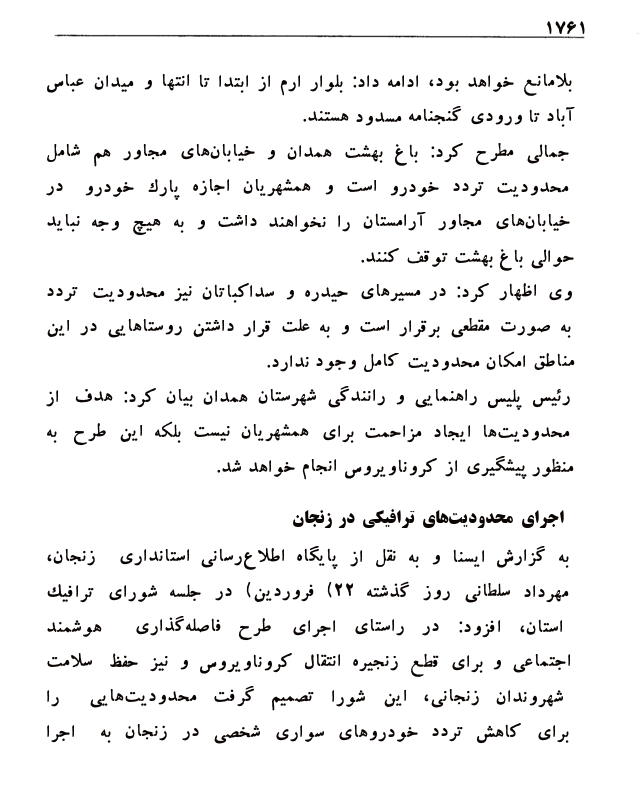 ۱۷۶۱
بلامانع خواهد بود، ادامه داد: بلوار ارم از ابتدا تا انتها و میدان عباس
آباد تا ورودی گنجنامه مسدود هستند.
جمالی مطرح کرد: باغ بهشت همدان و خیابان‌های مجاور هم شامل
محدودیت تردد خودرو است و همشهریان اجازه پارك خودرو در
خیابان‌های مجاور آرامستان را نخواهند داشت و به هیچ وجه نباید
حوالی باغ بهشت توقف کنند.
وی اظهار کرد: در مسیرهای حیدره و سداکباتان نیز محدودیت تردد
به صورت مقطعی برقرار است و به علت قرار داشتن روستاهایی در این
مناطق امکان محدودیت کامل وجود ندارد.
رئیس پلیس راهنمایی و رانندگی شهرستان همدان بیان کرد: هدف از
محدودیت‌ها ایجاد مزاحمت برای همشهریان نیست بلکه این طرح به
منظور پیشگیری از کروناویروس انجام خواهد شد.
اجرای محدودیت‌های ترافیکی در زنجان
به گزارش ایسنا و به نقل از پایگاه اطلاع‌رسانی استانداری زنجان،
مهرداد سلطانی روز گذشته ۲۲) فروردین) در جلسه شورای ترافیك
استان، افزود: در راستای اجرای طرح فاصله‌گذاری هوشمند
اجتماعی و برای قطع زنجیره انتقال کروناویروس و نیز حفظ سلامت
شهروندان زنجانی، این شورا تصمیم گرفت محدودیت‌هایی را
برای کاهش تردد خودروهای سواری شخصی در زنجان به اجرا